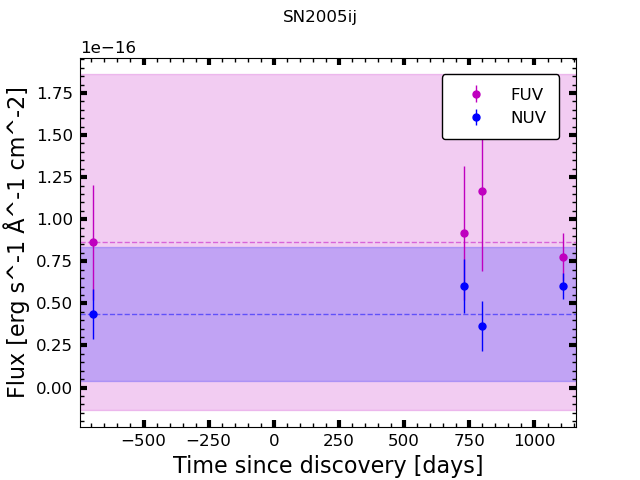 SN2005ij
1e−16
FUV
NUV
1.75
1.50
1.25
1.00
0.75
0.50
0.25
0.00
Flux [erg s^-1 Å^-1 cm^-2]
−500 −250 0 250 500 750 1000
Time since discovery [days]